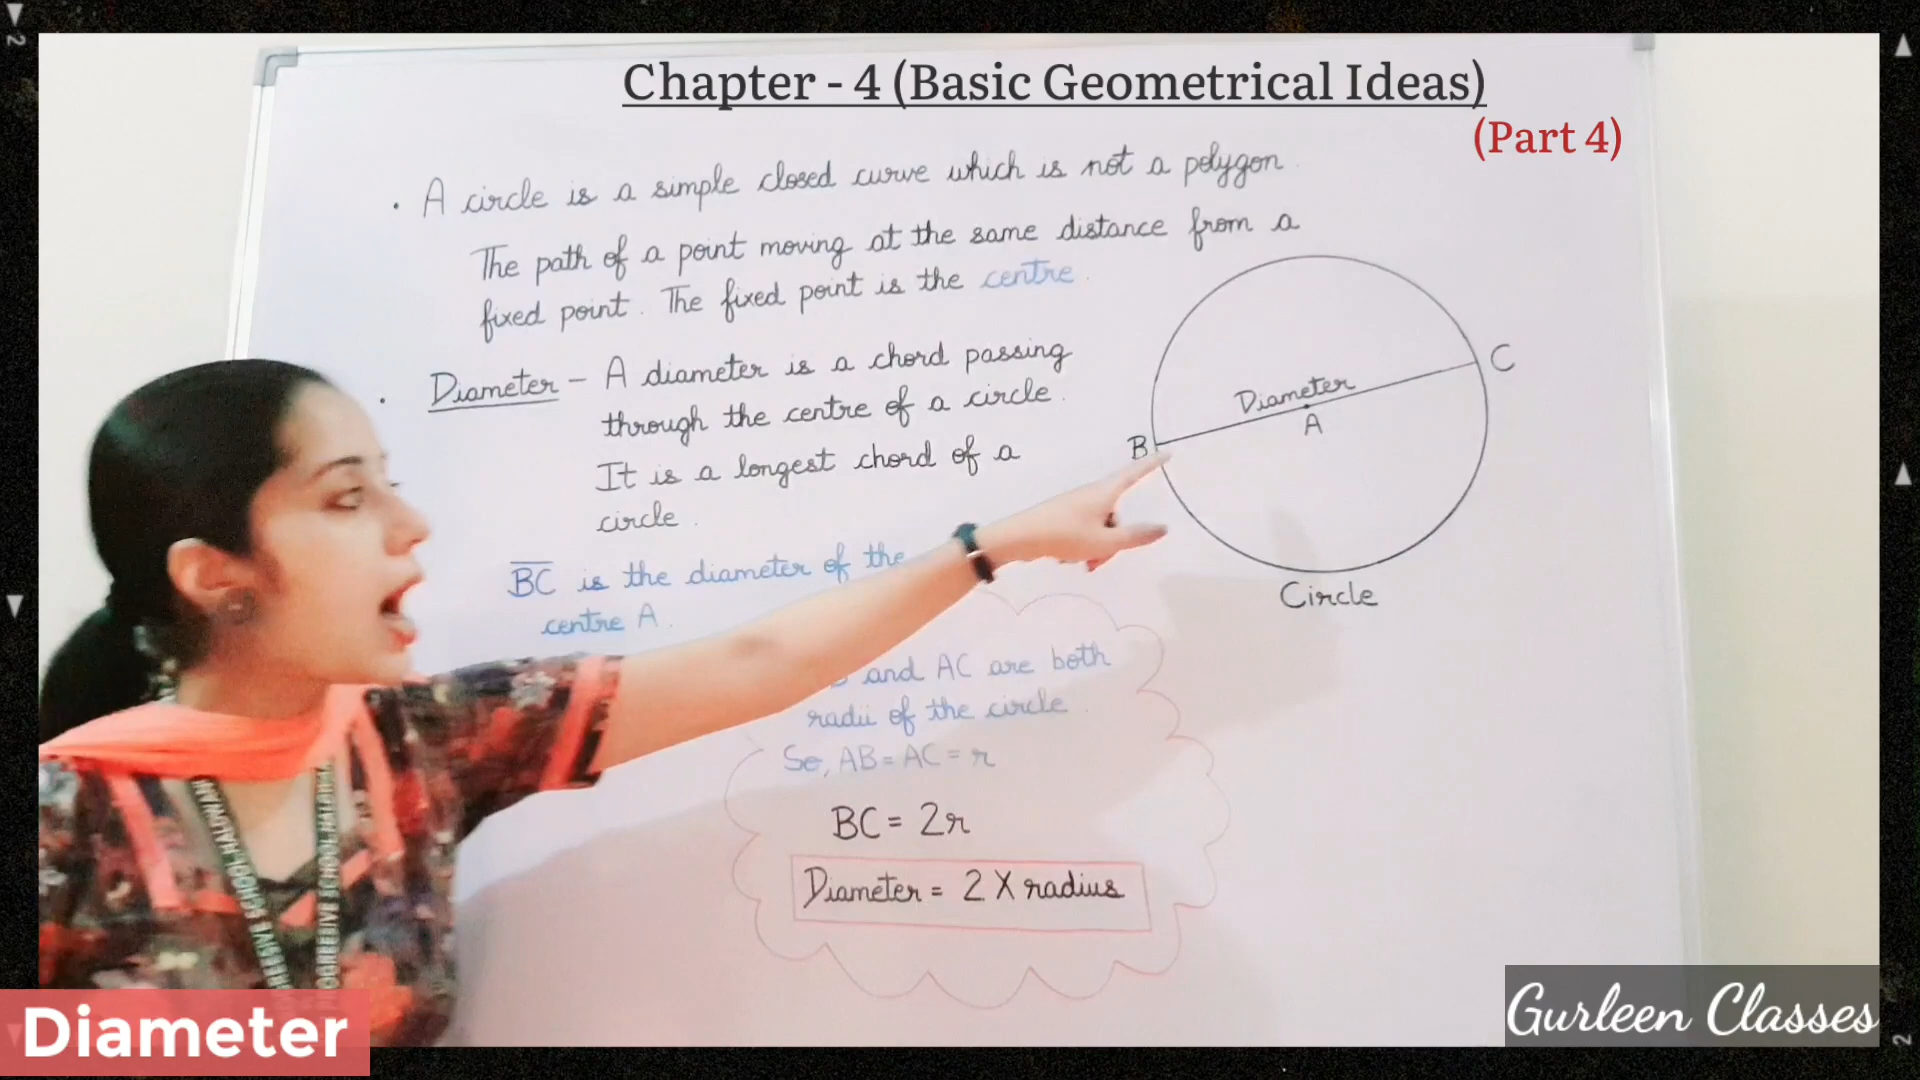 Chapter - 4 (Basic Geometrical Ideas)
(Part 4)
. A circle is a simple closed curve which is not a polygon.
The path of a point moving at the same distance from a
fixed point. The fixed point is the centre.
. Diameter - A diameter is a chord passing
through the centre of a circle.
It is a longest chord of a
circle.
BC is the diameter of the
centre A.
Diameter
A
B
C
Circle
and AC are both
radii of the circle.
So, AB = AC = r
BC = 2r
Diameter = 2 X radius
Diameter
Gurleen Classes